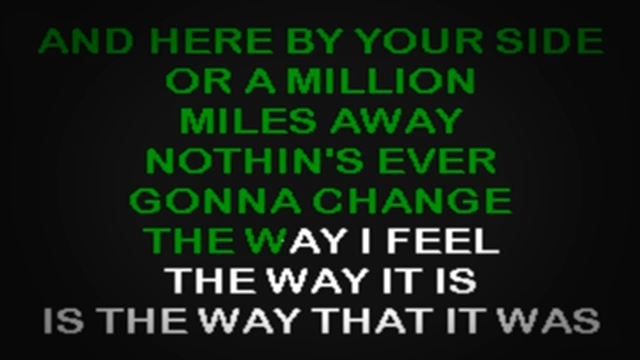 AND HERE BY YOUR SIDE
OR A MILLION
MILES AWAY
NOTHIN'S EVER
GONNA CHANGE
THE WAY I FEEL
THE WAY IT IS
IS THE WAY THAT IT WAS